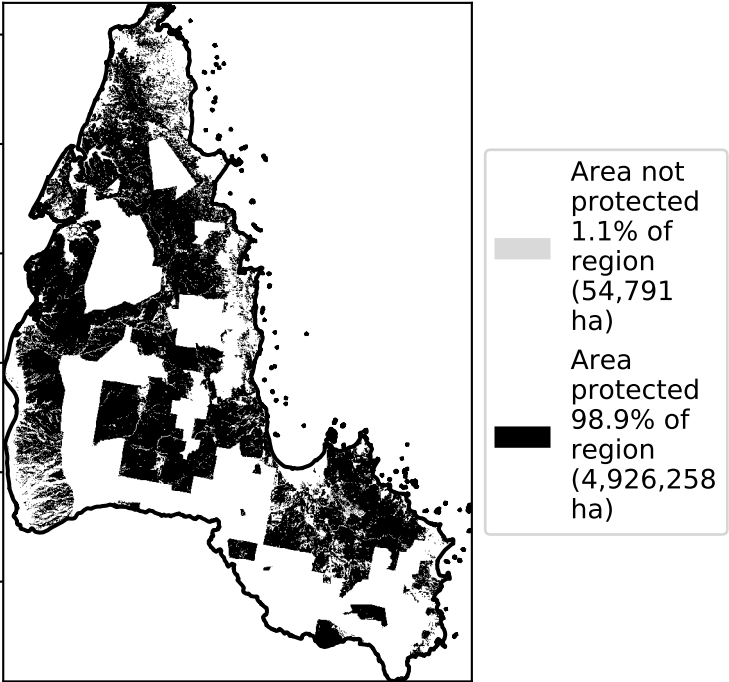 Area not
protected
1.1% of
region
(54,791
ha)
Area
protected
98.9% of
region
(4,926,258
ha)